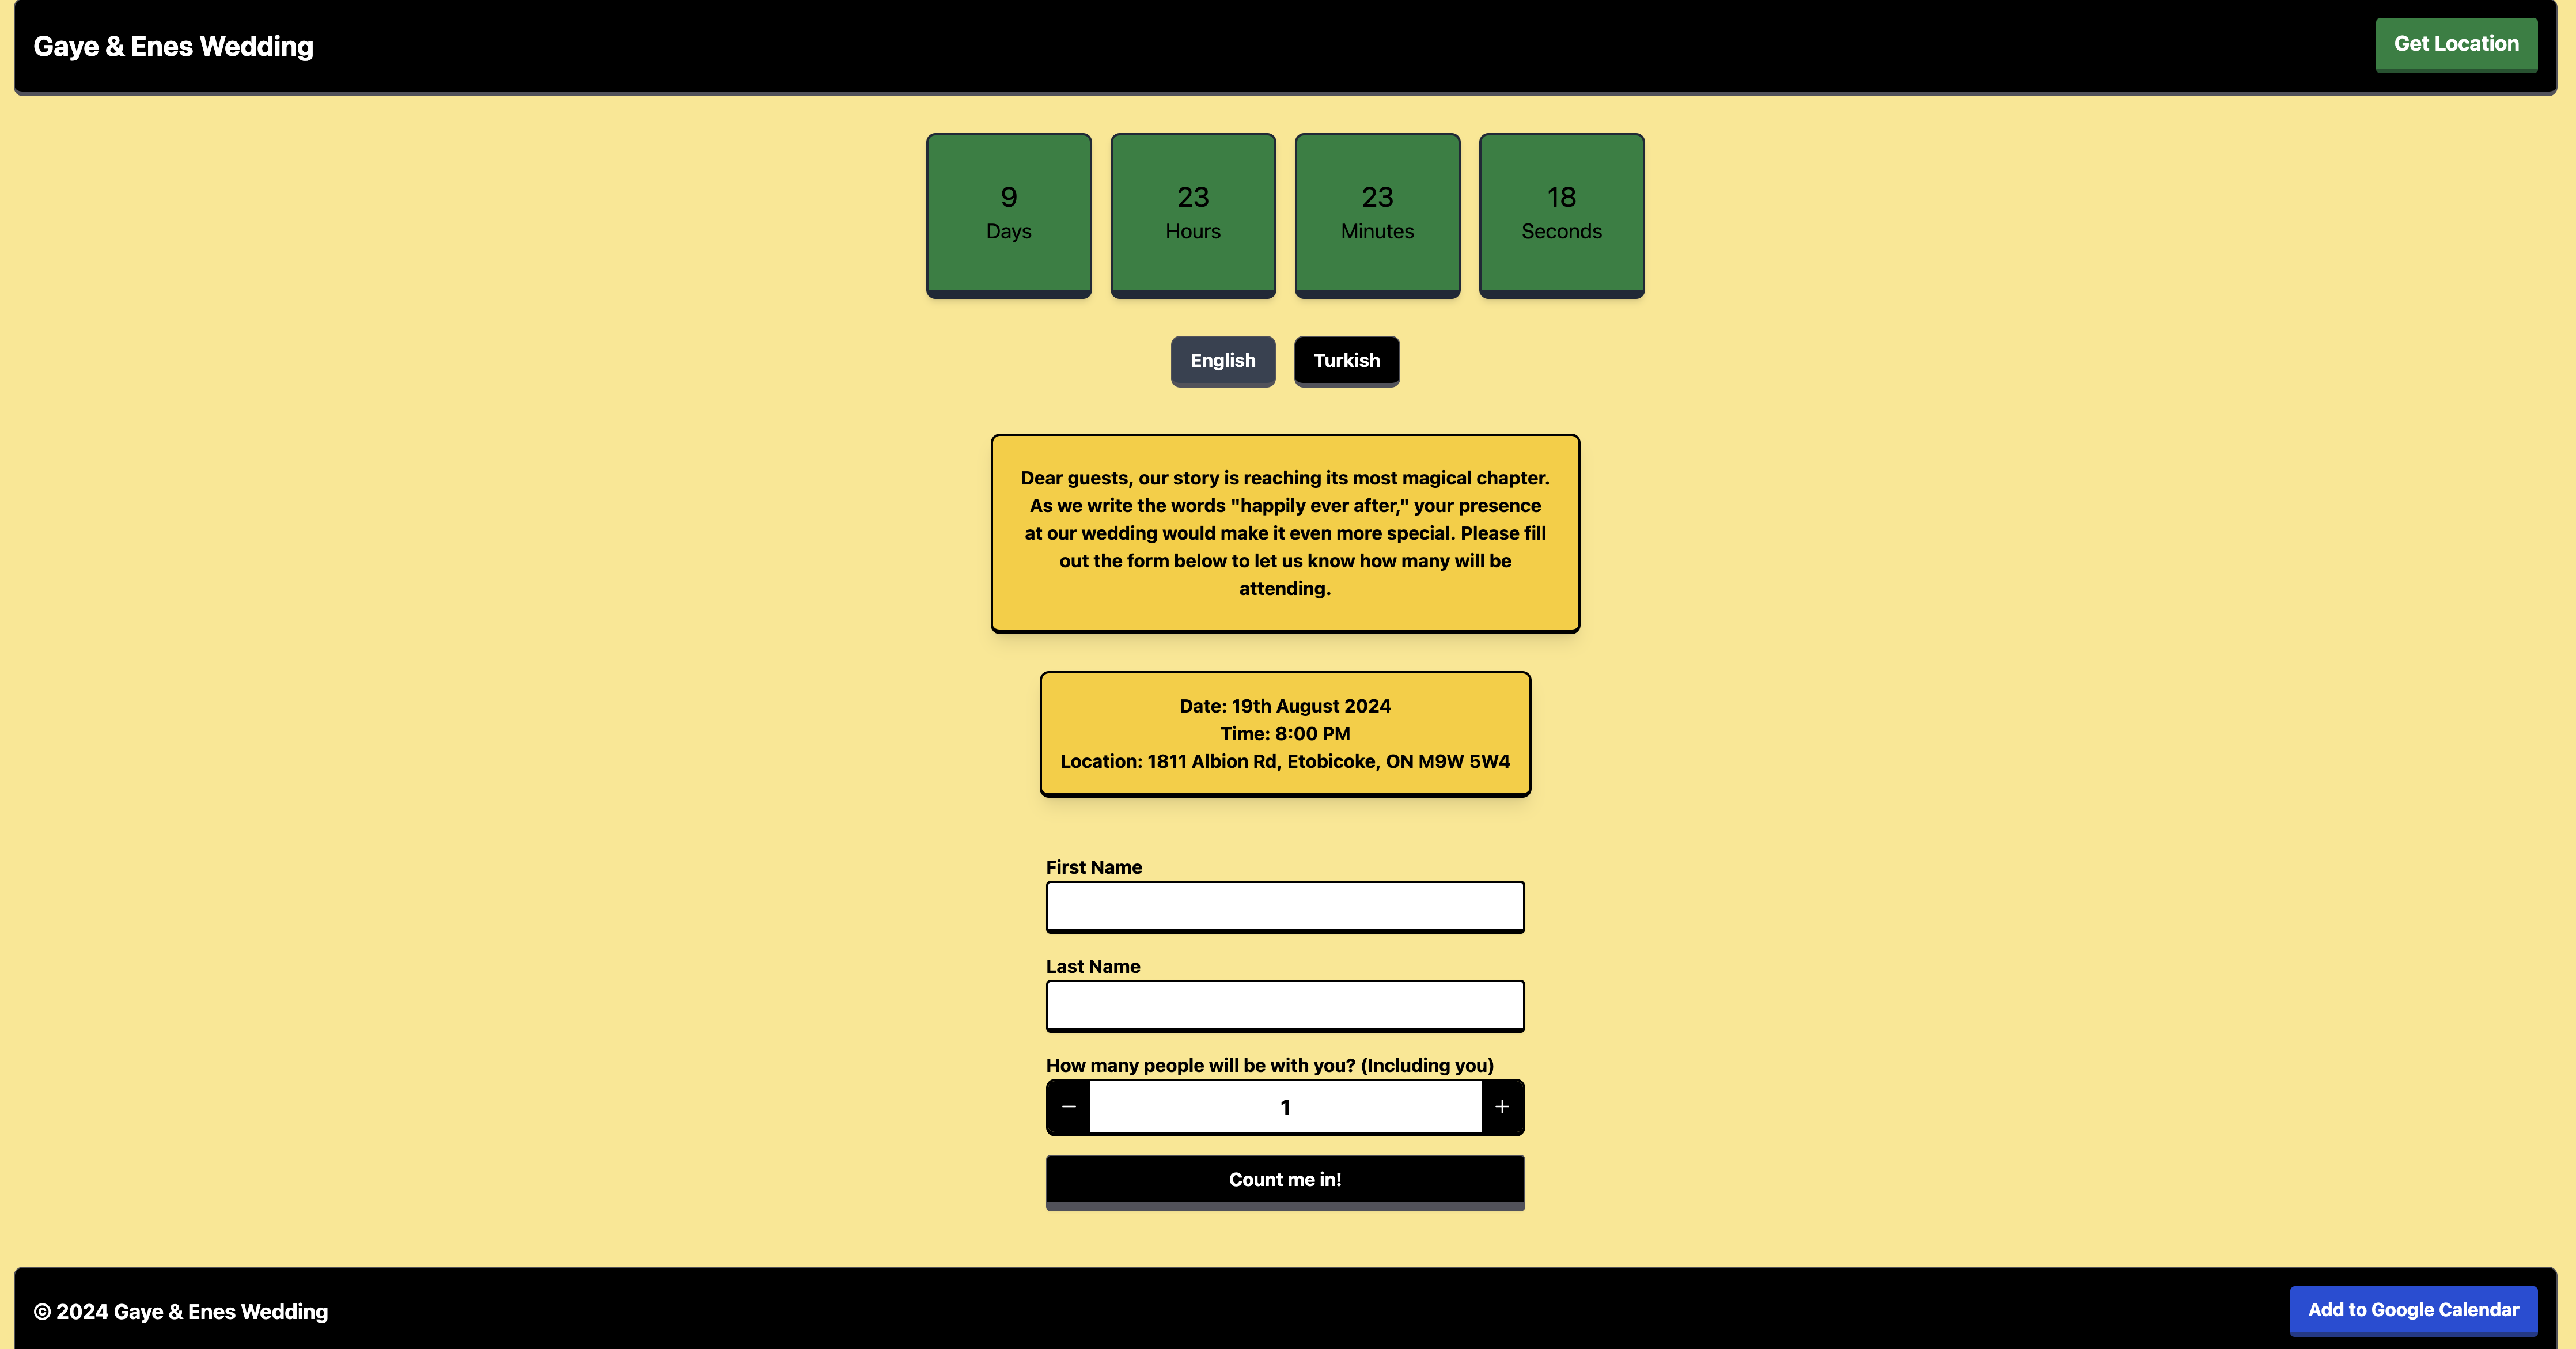 Gaye & Enes Wedding
Get Location
9
Days
23
Hours
23
Minutes
18
Seconds
English
Turkish
Dear guests, our story is reaching its most magical chapter.
As we write the words "happily ever after," your presence
at our wedding would make it even more special. Please fill
out the form below to let us know how many will be
attending.
Date: 19th August 2024
Time: 8:00 PM
Location: 1811 Albion Rd, Etobicoke, ON M9W 5W4
First Name
Last Name
How many people will be with you? (Including you)
− 1 +
Count me in!
© 2024 Gaye & Enes Wedding
Add to Google Calendar